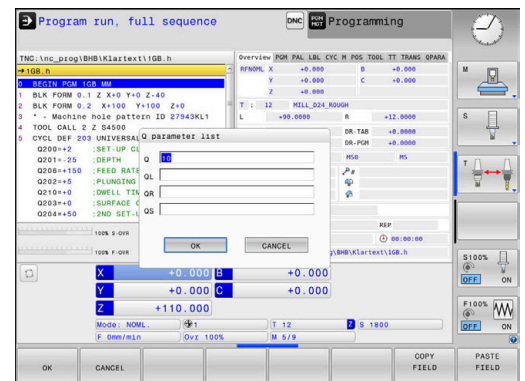 Program run, full sequence
DNC
PGM MGT
Programming
TNC:\nc_prog\BHB\Klartext\1GB.h
→1GB.h
0 BEGIN PGM 1GB MM
1 BLK FORM 0.1 Z X+0 Y+0 Z-40
2 BLK FORM 0.2 X+100 Y+100 Z+0
3 * - Machine hole pattern ID 27943KL1
4 TOOL CALL 2 Z S4500
5 CYCL DEF 203 UNIVERSAL
Q200=+2 ;SET-UP CL
Q201=-25 ;DEPTH
Q206=+150 ;FEED RATE
Q202=+5 ;PLUNGING
Q210=+0 ;DWELL TIM
Q203=+0 ;SURFACE C
Q204=+50 ;2ND SET-U
100% S-OVR
100% F-OVR
Overview PGM PAL LBL CYC M POS TOOL TT TRANS QPARA
RFNOML X +0.000 B +0.000
Y +0.000 C +0.000
Z +0.000
T : 12 MILL_D24_ROUGH
L +90.0000 R +12.0000
DR-TAB +0.0000
DR-PGM +0.0000
M50 M5
REP
00:00:00
\BHB\Klartext\1GB.h
Q parameter list
Q 10
QL
QR
QS
OK CANCEL
X +0.000 B +0.000
Y +0.000 C +0.000
Z +110.000
Mode: NOML. 1 T 12 Z S 1800
F 0mm/min Ovr 100% M 5/9
M
S
T
S100%
OFF ON
F100%
OFF ON
OK
CANCEL
COPY FIELD
PASTE FIELD